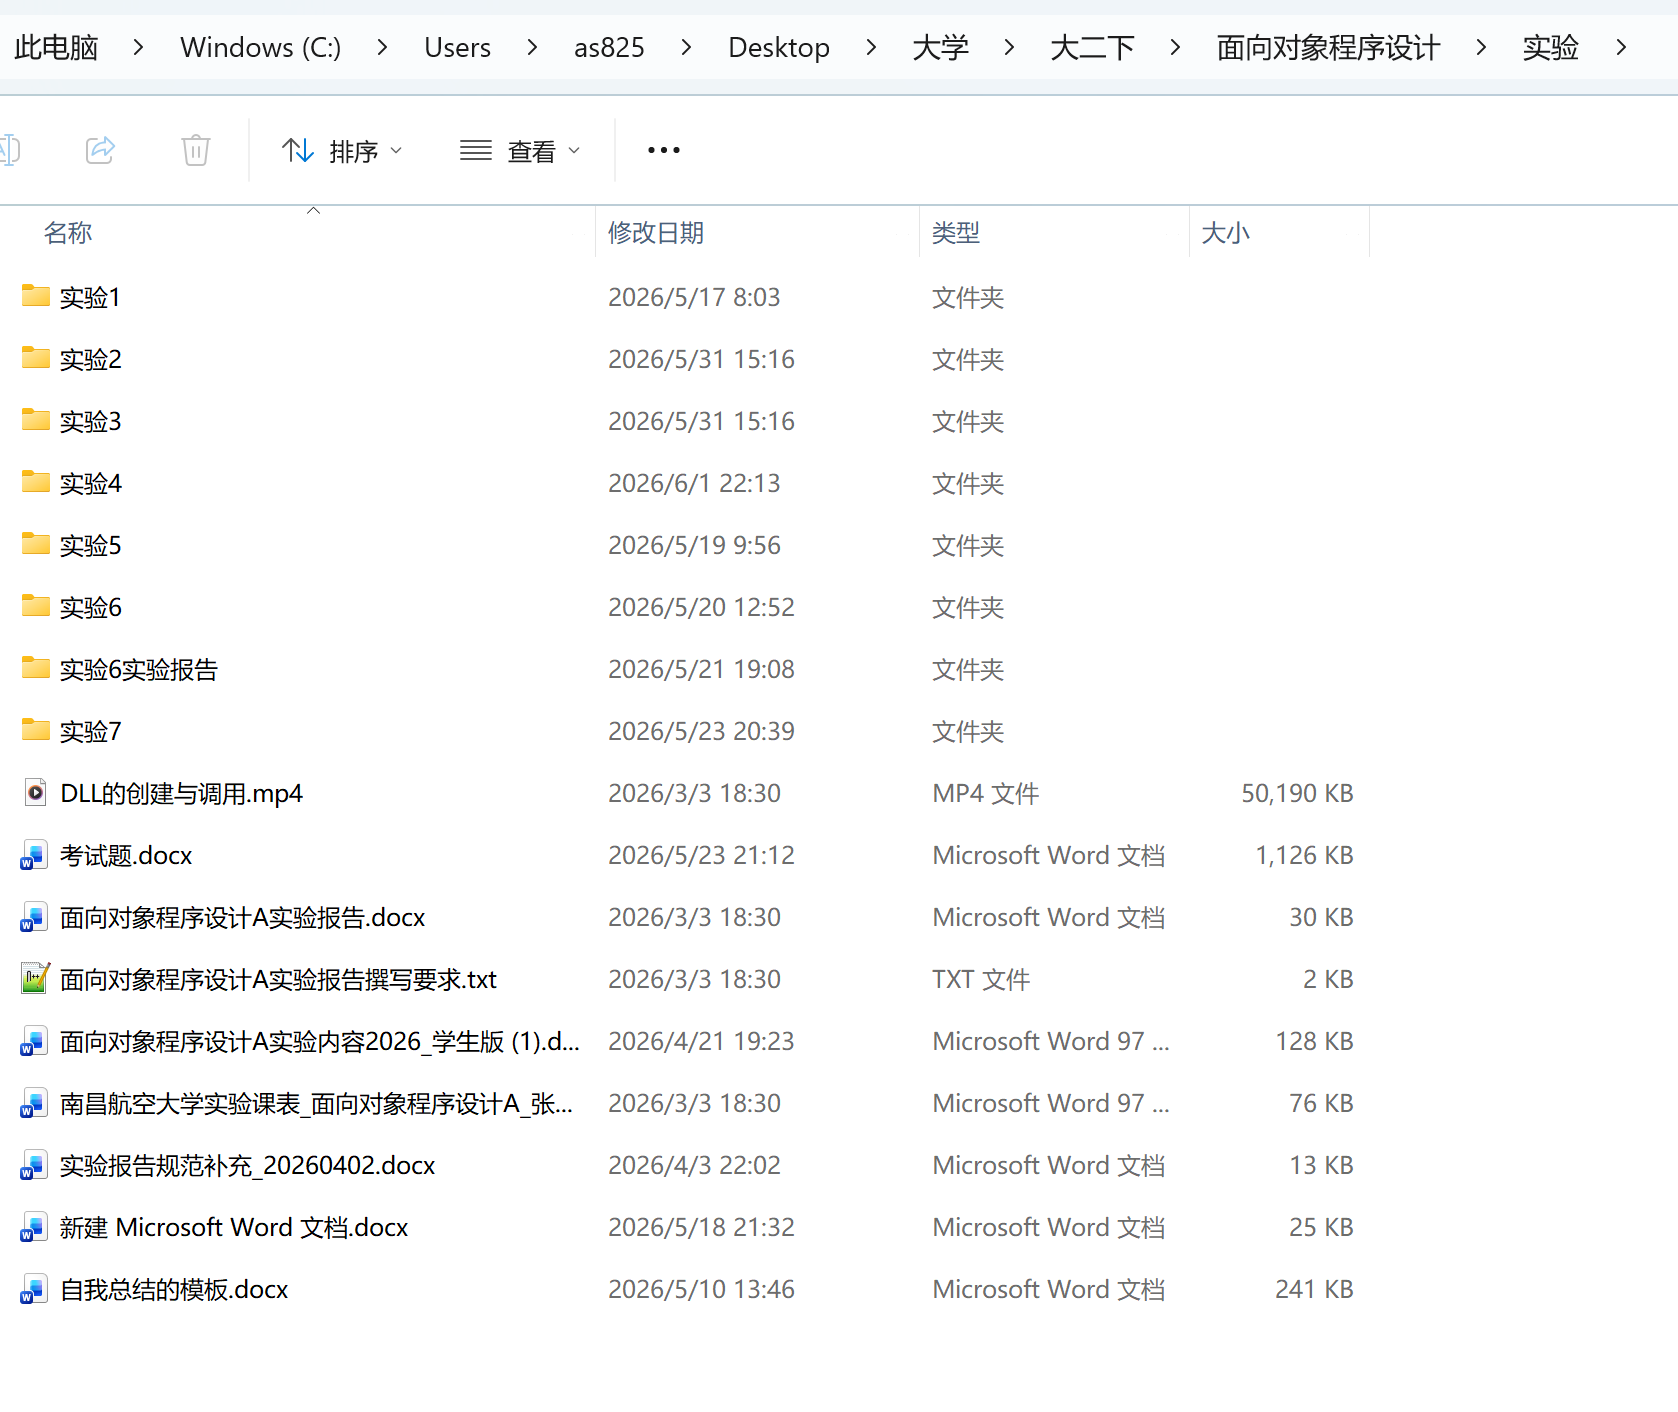 此电脑 > Windows (C:) > Users > as825 > Desktop > 大学 > 大二下 > 面向对象程序设计 > 实验 >
排序 查看 •••
名称 修改日期 类型 大小
实验1 2026/5/17 8:03 文件夹
实验2 2026/5/31 15:16 文件夹
实验3 2026/5/31 15:16 文件夹
实验4 2026/6/1 22:13 文件夹
实验5 2026/5/19 9:56 文件夹
实验6 2026/5/20 12:52 文件夹
实验6实验报告 2026/5/21 19:08 文件夹
实验7 2026/5/23 20:39 文件夹
DLL的创建与调用.mp4 2026/3/3 18:30 MP4 文件 50,190 KB
考试题.docx 2026/5/23 21:12 Microsoft Word 文档 1,126 KB
面向对象程序设计A实验报告.docx 2026/3/3 18:30 Microsoft Word 文档 30 KB
面向对象程序设计A实验报告撰写要求.txt 2026/3/3 18:30 TXT 文件 2 KB
面向对象程序设计A实验内容2026_学生版 (1).d... 2026/4/21 19:23 Microsoft Word 97 ... 128 KB
南昌航空大学实验课表_面向对象程序设计A_张... 2026/3/3 18:30 Microsoft Word 97 ... 76 KB
实验报告规范补充_20260402.docx 2026/4/3 22:02 Microsoft Word 文档 13 KB
新建 Microsoft Word 文档.docx 2026/5/18 21:32 Microsoft Word 文档 25 KB
自我总结的模板.docx 2026/5/10 13:46 Microsoft Word 文档 241 KB